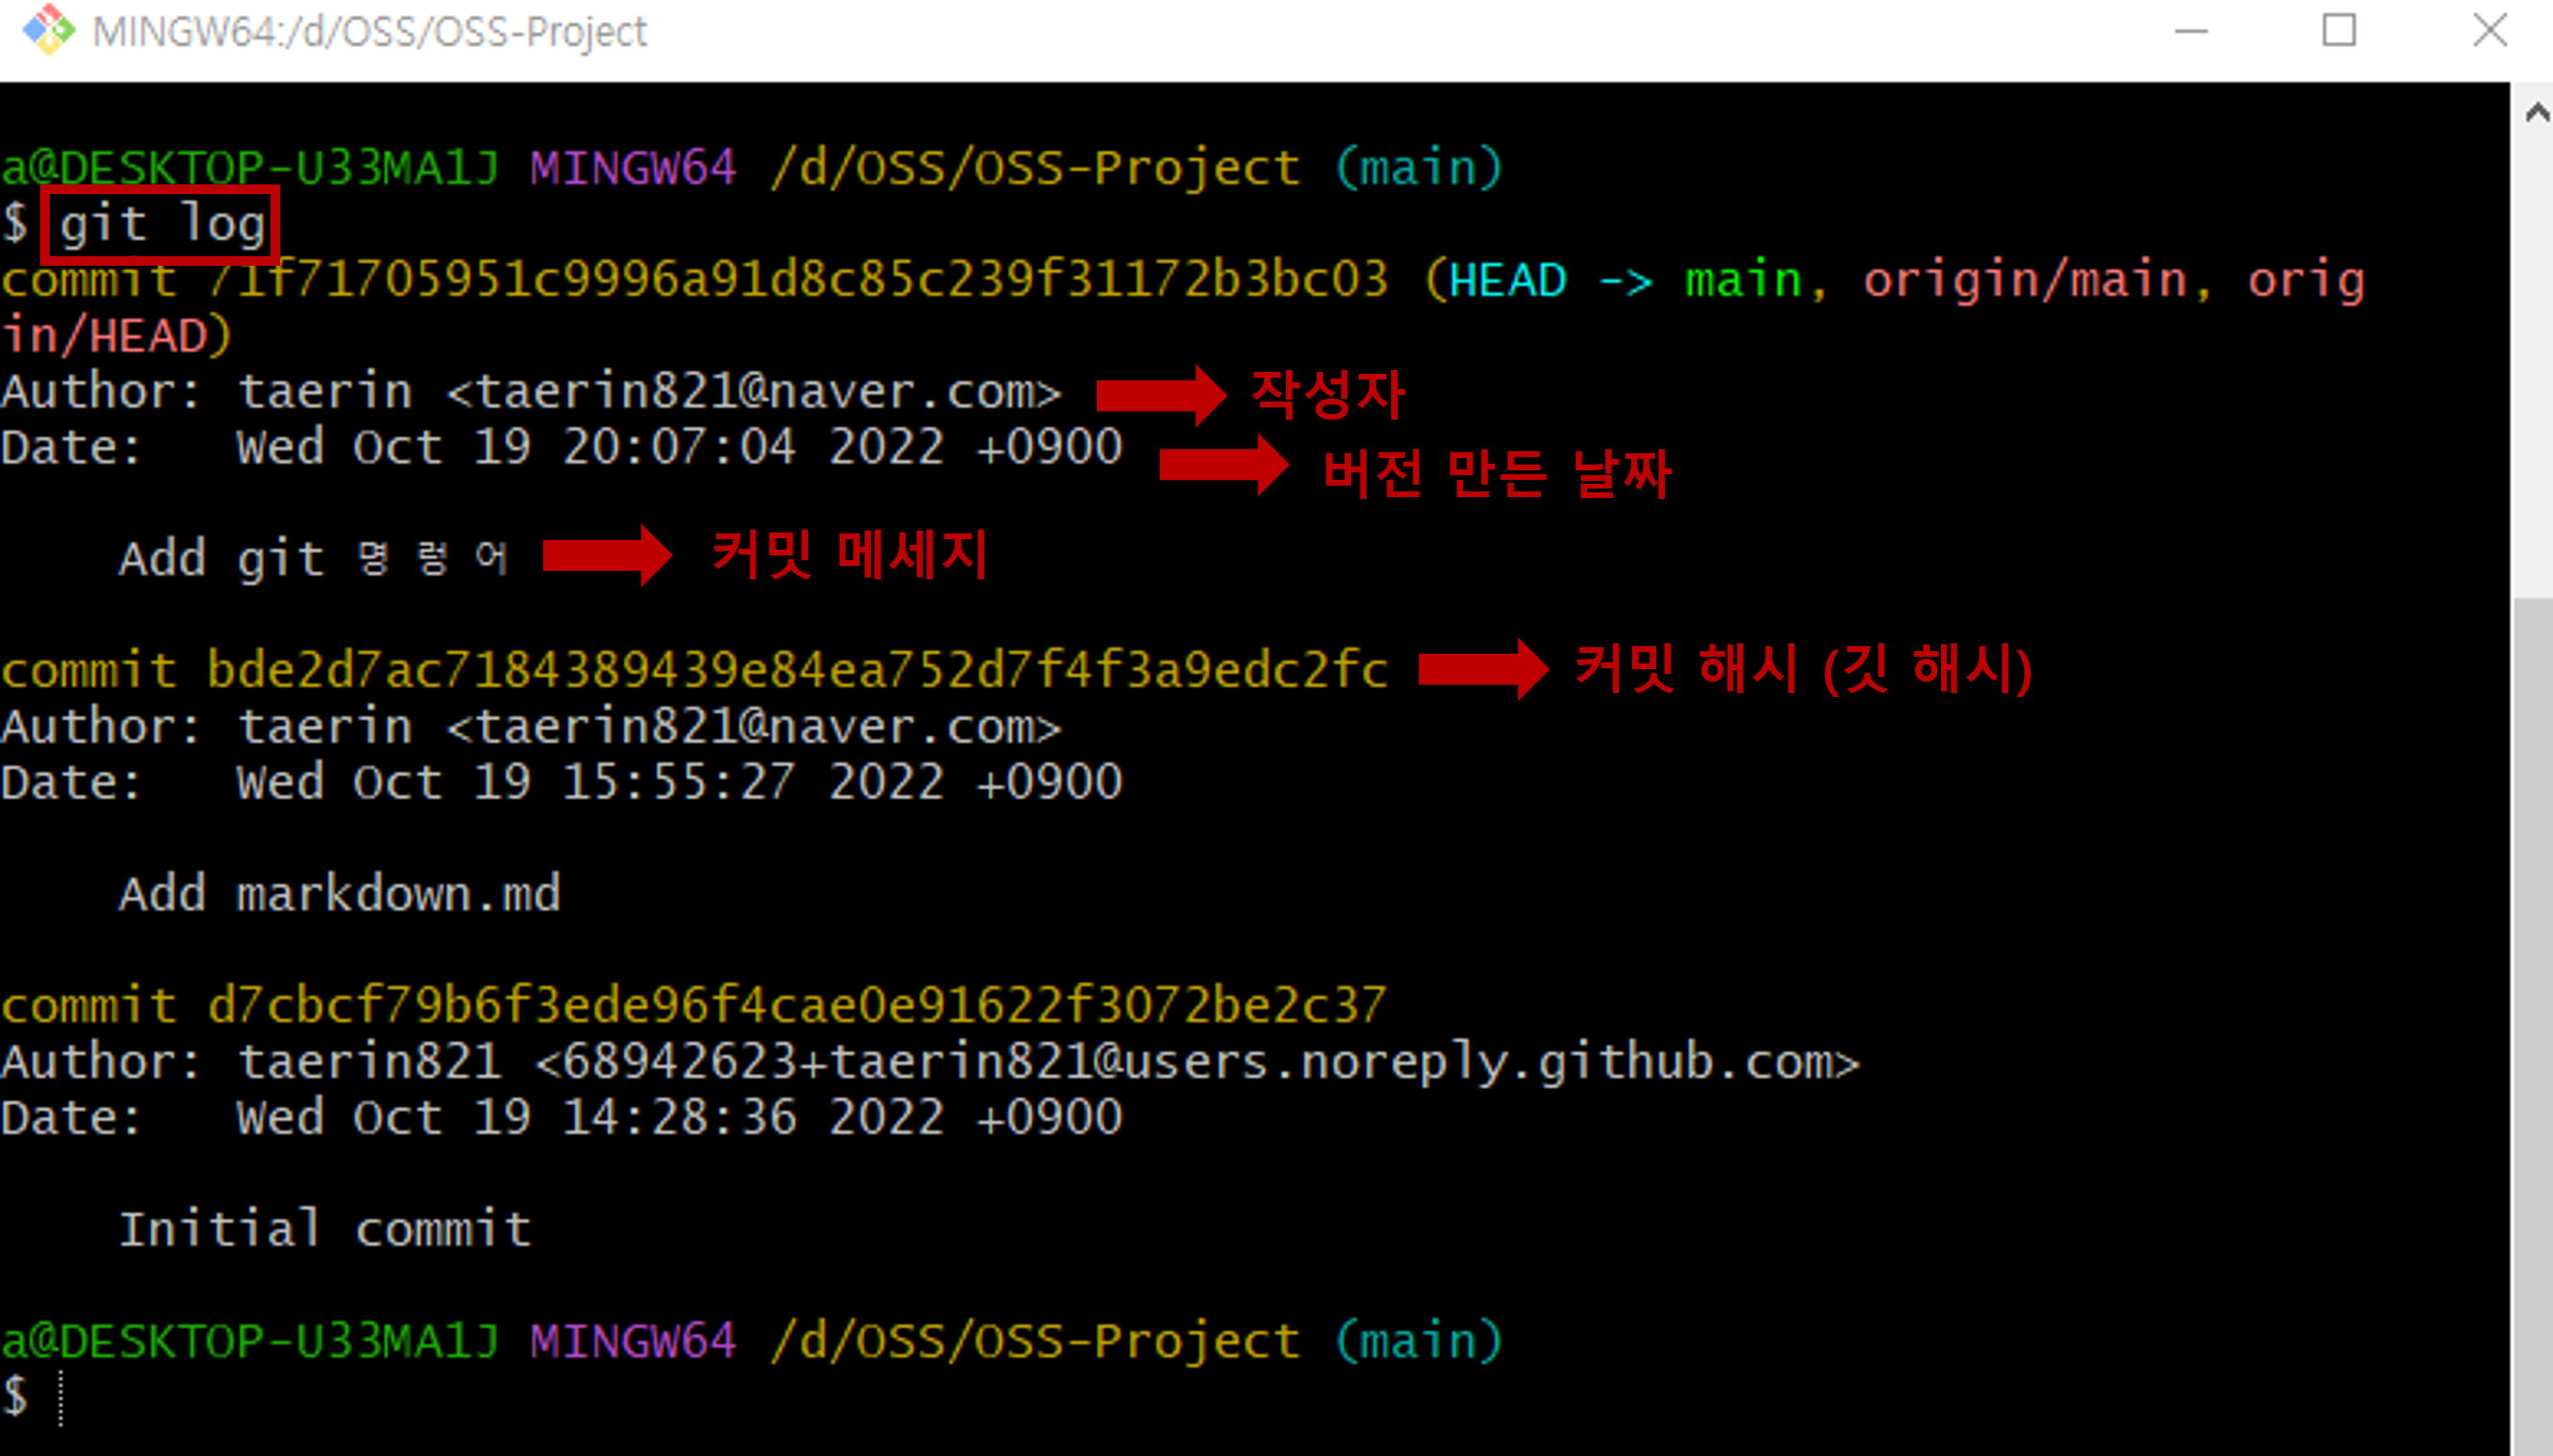 MINGW64:/d/OSS/OSS-Project
a@DESKTOP-U33MA1J MINGW64 /d/OSS/OSS-Project (main)
$ git log
commit 71f71705951c9996a91d8c85c239f31172b3bc03 (HEAD -> main, origin/main, orig
in/HEAD)
Author: taerin <taerin821@naver.com> 작성자
Date:   Wed Oct 19 20:07:04 2022 +0900 버전 만든 날짜
Add git 명령어 커밋 메세지
commit bde2d7ac7184389439e84ea752d7f4f3a9edc2fc 커밋 해시 (깃 해시)
Author: taerin <taerin821@naver.com>
Date:   Wed Oct 19 15:55:27 2022 +0900
Add markdown.md
commit d7cbcf79b6f3ede96f4cae0e91622f3072be2c37
Author: taerin821 <68942623+taerin821@users.noreply.github.com>
Date:   Wed Oct 19 14:28:36 2022 +0900
Initial commit
a@DESKTOP-U33MA1J MINGW64 /d/OSS/OSS-Project (main)
$